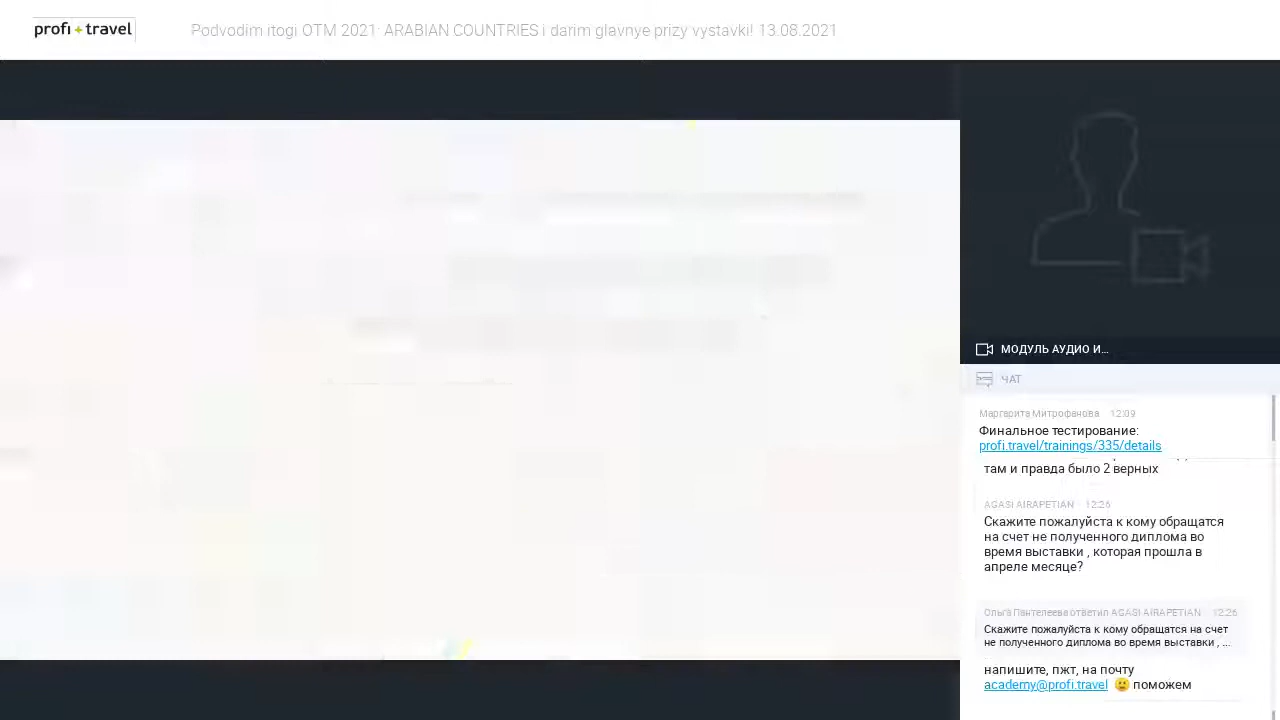 profi travel
Podvodim itogi OTM 2021: ARABIAN COUNTRIES i darim glavnye prizy vystavki! 13.08.2021
МОДУЛЬ АУДИО И...
ЧАТ
Маргарита Митрофанова 12:09
Финальное тестирование:
profi.travel/trainings/335/details
там и правда было 2 верных
AGASI AIRAPETIAN 12:26
Скажите пожалуйста к кому обращатся
на счет не полученного диплома во
время выставки , которая прошла в
апреле месяце?
Ольга Пантелеева ответил AGASI AIRAPETIAN 12:26
Скажите пожалуйста к кому обращатся на счет
не полученного диплома во время выставки , ...
напишите, пжт, на почту
academy@profi.travel 🙂 поможем